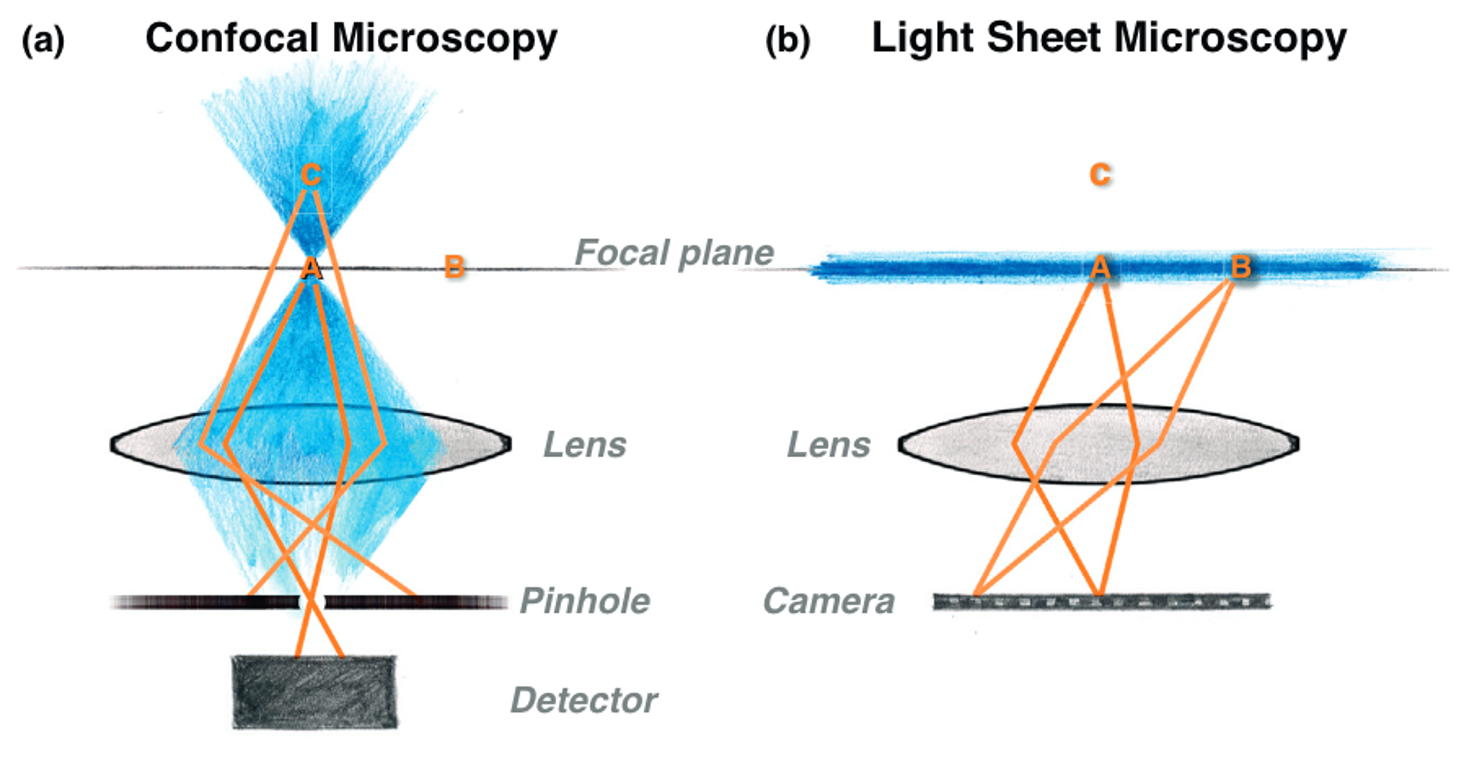 (a) Confocal Microscopy
(b) Light Sheet Microscopy
C
C
A
B
Focal plane
A
B
Lens
Lens
Pinhole
Camera
Detector